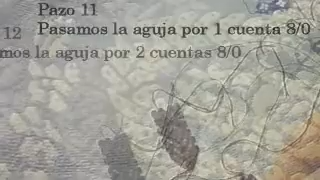 Pazo 11
12 Pasamos la aguja por 1 cuenta 8/0
mos la aguja por 2 cuentas 8/0